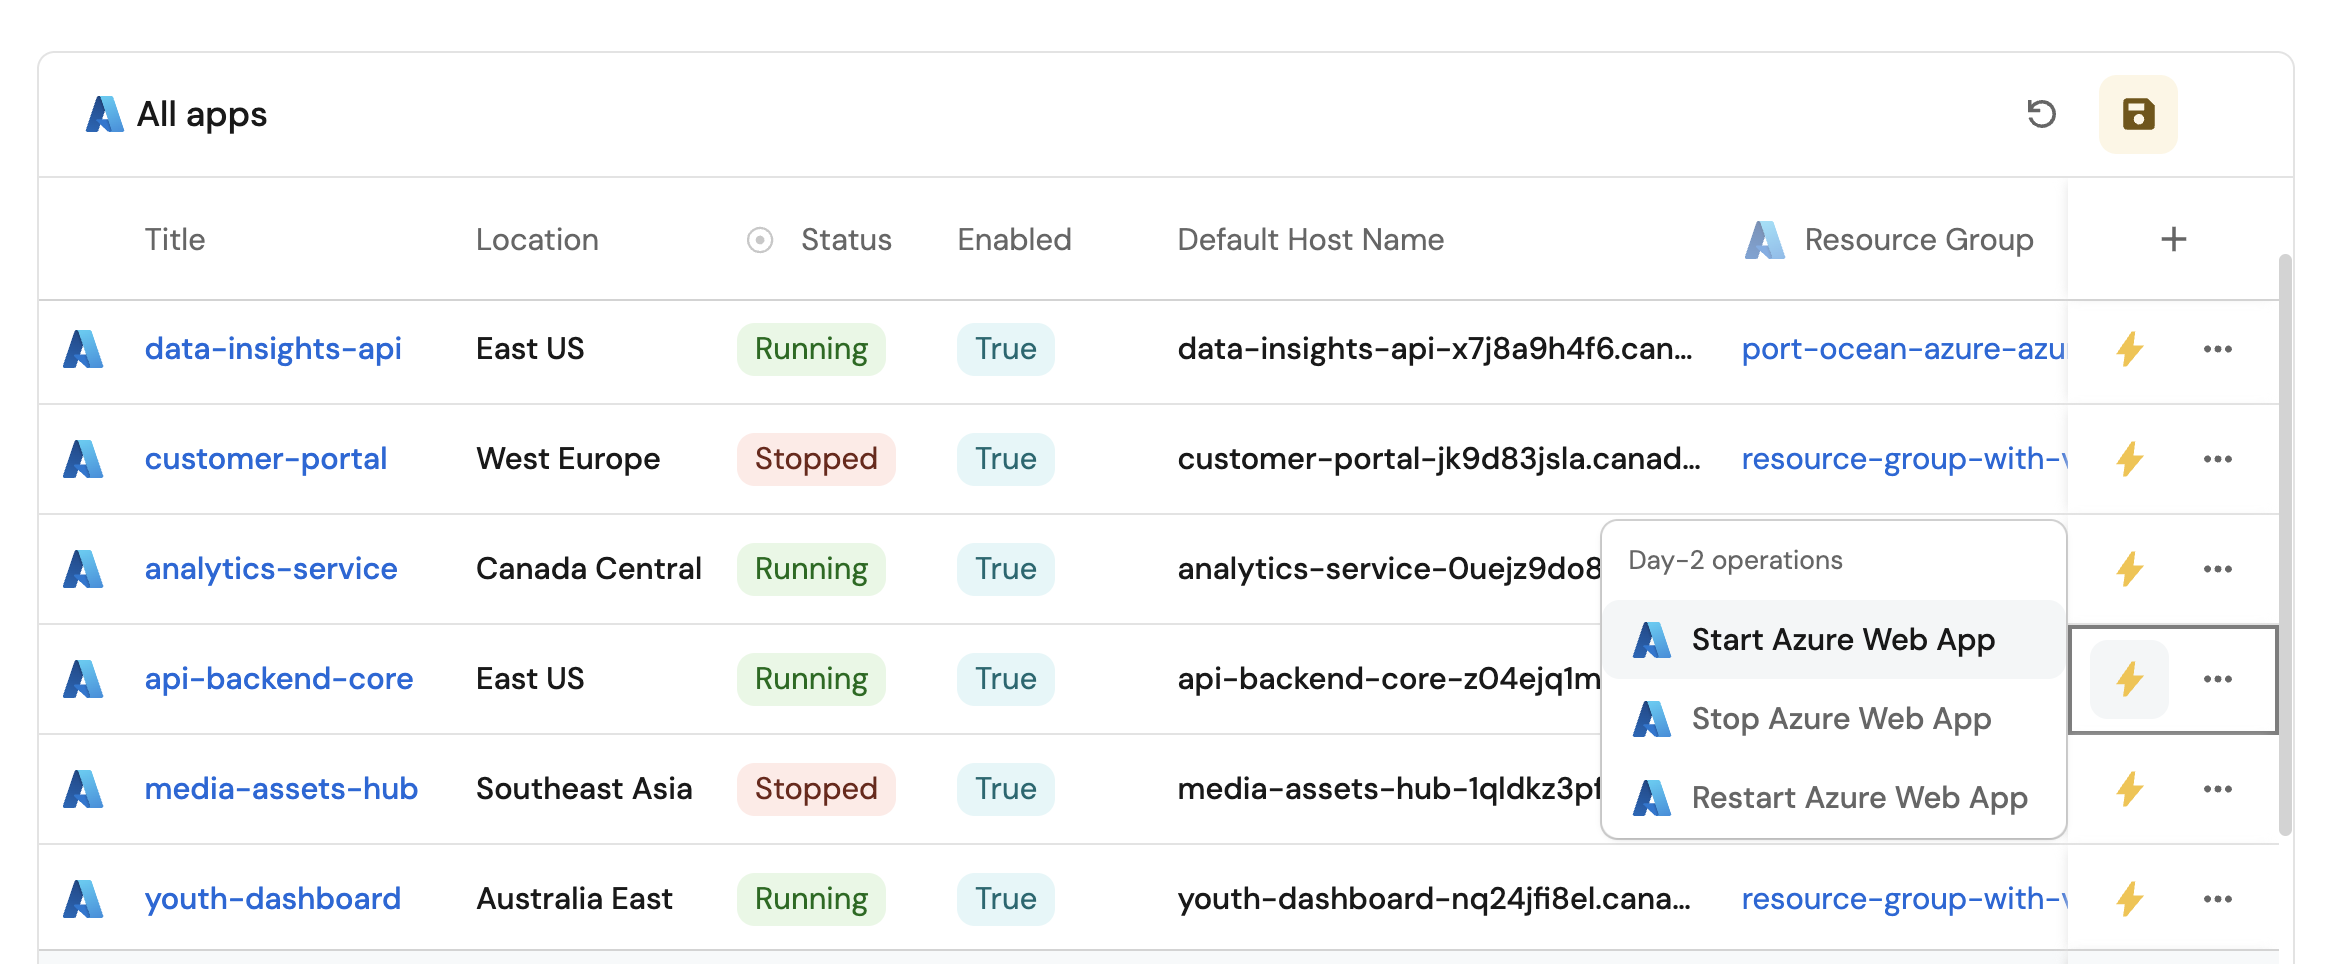 All apps
Title Location Status Enabled Default Host Name Resource Group
data-insights-api East US Running True data-insights-api-x7j8a9h4f6.can... port-ocean-azure-azu
customer-portal West Europe Stopped True customer-portal-jk9d83jsla.canad... resource-group-with-
analytics-service Canada Central Running True analytics-service-0uejz9do8
Day-2 operations
Start Azure Web App
api-backend-core East US Running True api-backend-core-z04ejq1m
Stop Azure Web App
media-assets-hub Southeast Asia Stopped True media-assets-hub-1qldkz3pf
Restart Azure Web App
youth-dashboard Australia East Running True youth-dashboard-nq24jfi8el.cana... resource-group-with-